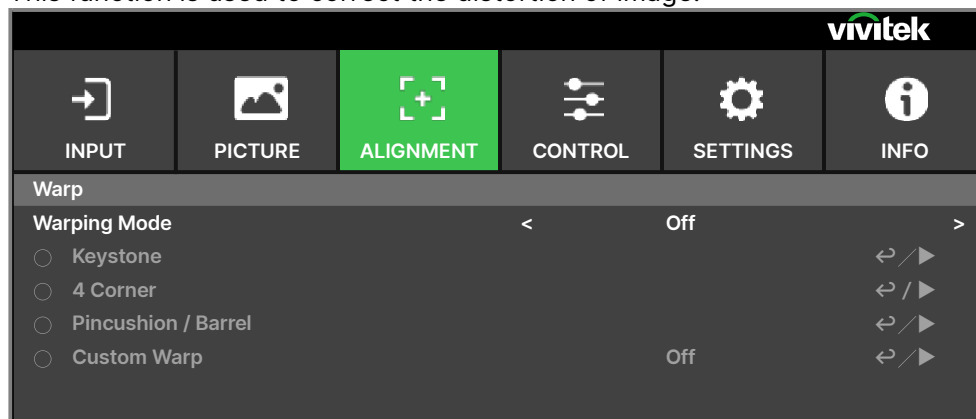 This function is used to correct the distortion of image.
vivitek
INPUT PICTURE ALIGNMENT CONTROL SETTINGS INFO
Warp
Warping Mode < Off >
Keystone
4 Corner /
Pincushion / Barrel
Custom Warp Off